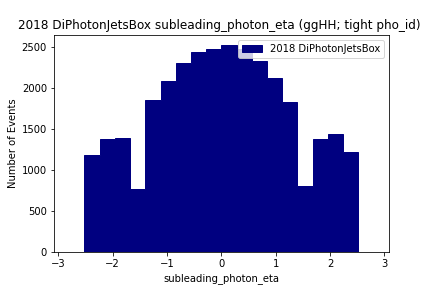 2018 DiPhotonJetsBox subleading_photon_eta (ggHH; tight pho_id)
2018 DiPhotonJetsBox
Number of Events
2500
2000
1500
1000
500
0
−3 −2 −1 0 1 2 3
subleading_photon_eta